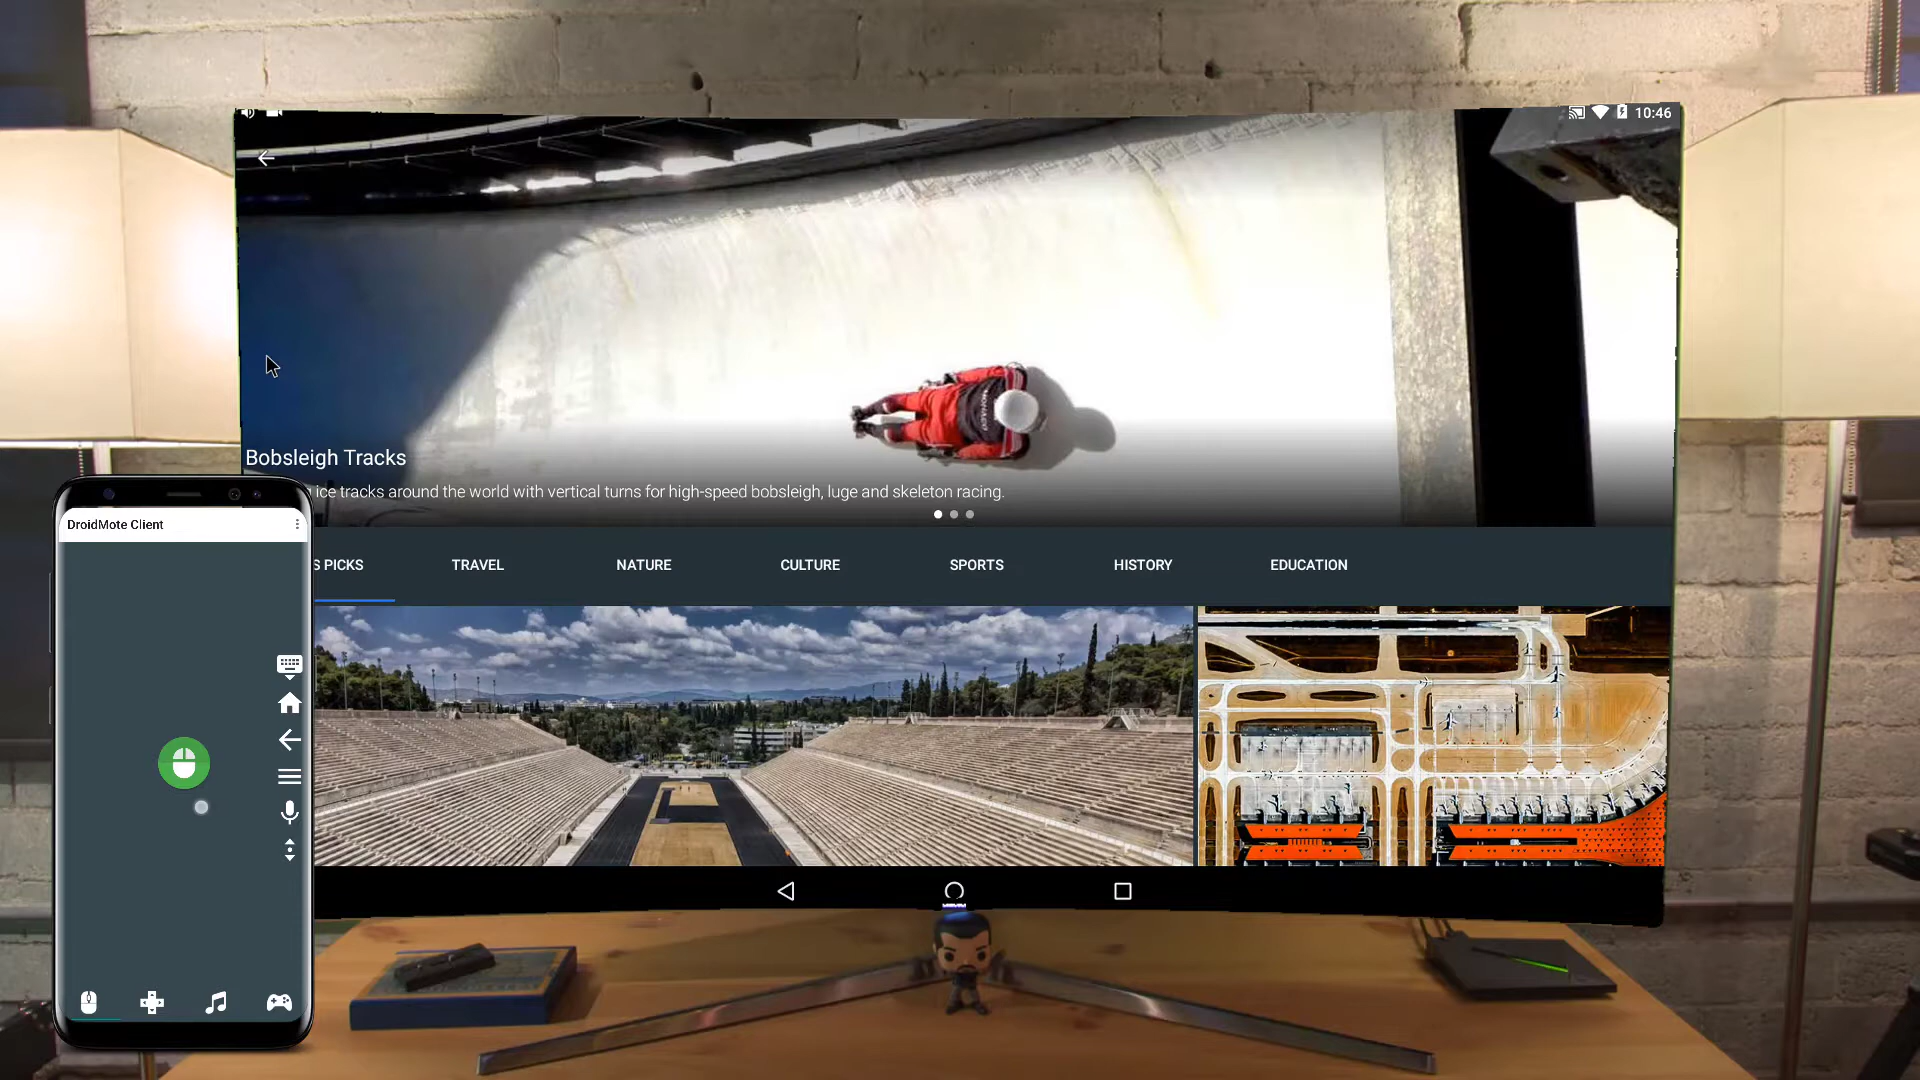 10:46
Bobsleigh Tracks
ice tracks around the world with vertical turns for high-speed bobsleigh, luge and skeleton racing.
DroidMote Client
S PICKS TRAVEL NATURE CULTURE SPORTS HISTORY EDUCATION